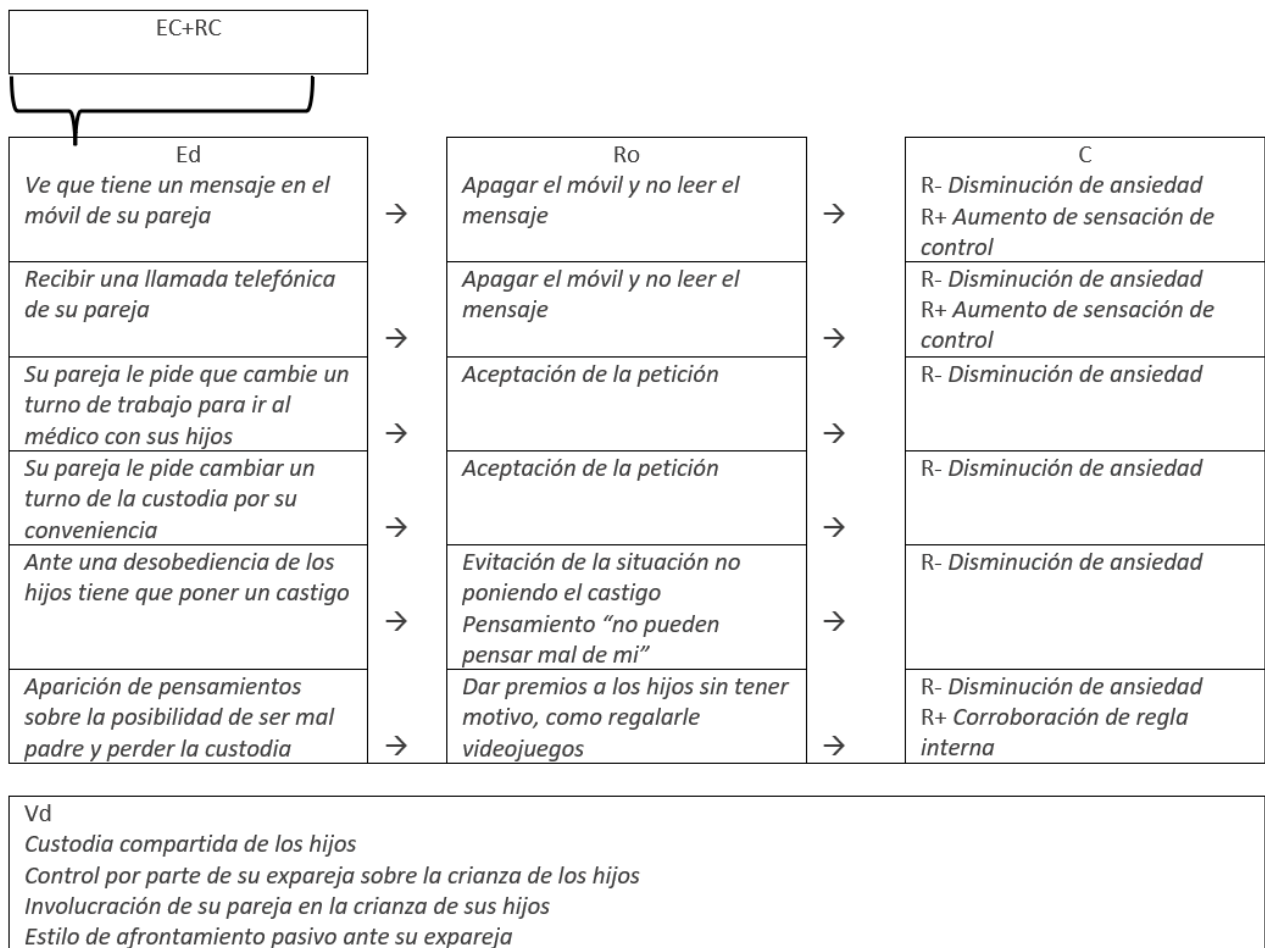 EC+RC
Ed
Ve que tiene un mensaje en el
móvil de su pareja
→
Ro
Apagar el móvil y no leer el
mensaje
→
C
R- Disminución de ansiedad
R+ Aumento de sensación de
control
Recibir una llamada telefónica
de su pareja
→
Apagar el móvil y no leer el
mensaje
→
R- Disminución de ansiedad
R+ Aumento de sensación de
control
Su pareja le pide que cambie un
turno de trabajo para ir al
médico con sus hijos
→
Aceptación de la petición
→
R- Disminución de ansiedad
Su pareja le pide cambiar un
turno de la custodia por su
conveniencia
→
Aceptación de la petición
→
R- Disminución de ansiedad
Ante una desobediencia de los
hijos tiene que poner un castigo
→
Evitación de la situación no
poniendo el castigo
Pensamiento “no pueden
pensar mal de mi”
→
R- Disminución de ansiedad
Aparición de pensamientos
sobre la posibilidad de ser mal
padre y perder la custodia
→
Dar premios a los hijos sin tener
motivo, como regalarle
videojuegos
→
R- Disminución de ansiedad
R+ Corroboración de regla
interna
Vd
Custodia compartida de los hijos
Control por parte de su expareja sobre la crianza de los hijos
Involucración de su pareja en la crianza de sus hijos
Estilo de afrontamiento pasivo ante su expareja